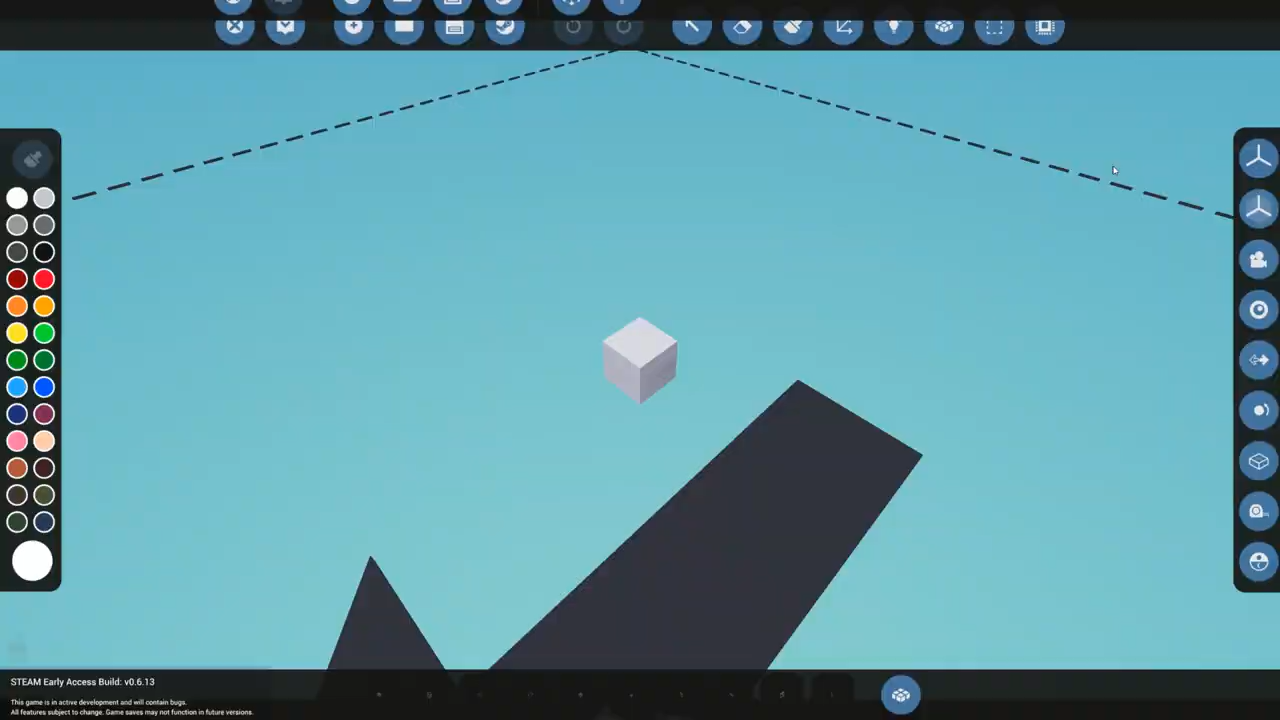 STEAM Early Access Build: v0.6.13
This game is in active development and will contain bugs.
All features subject to change. Game saves may not function in future versions.